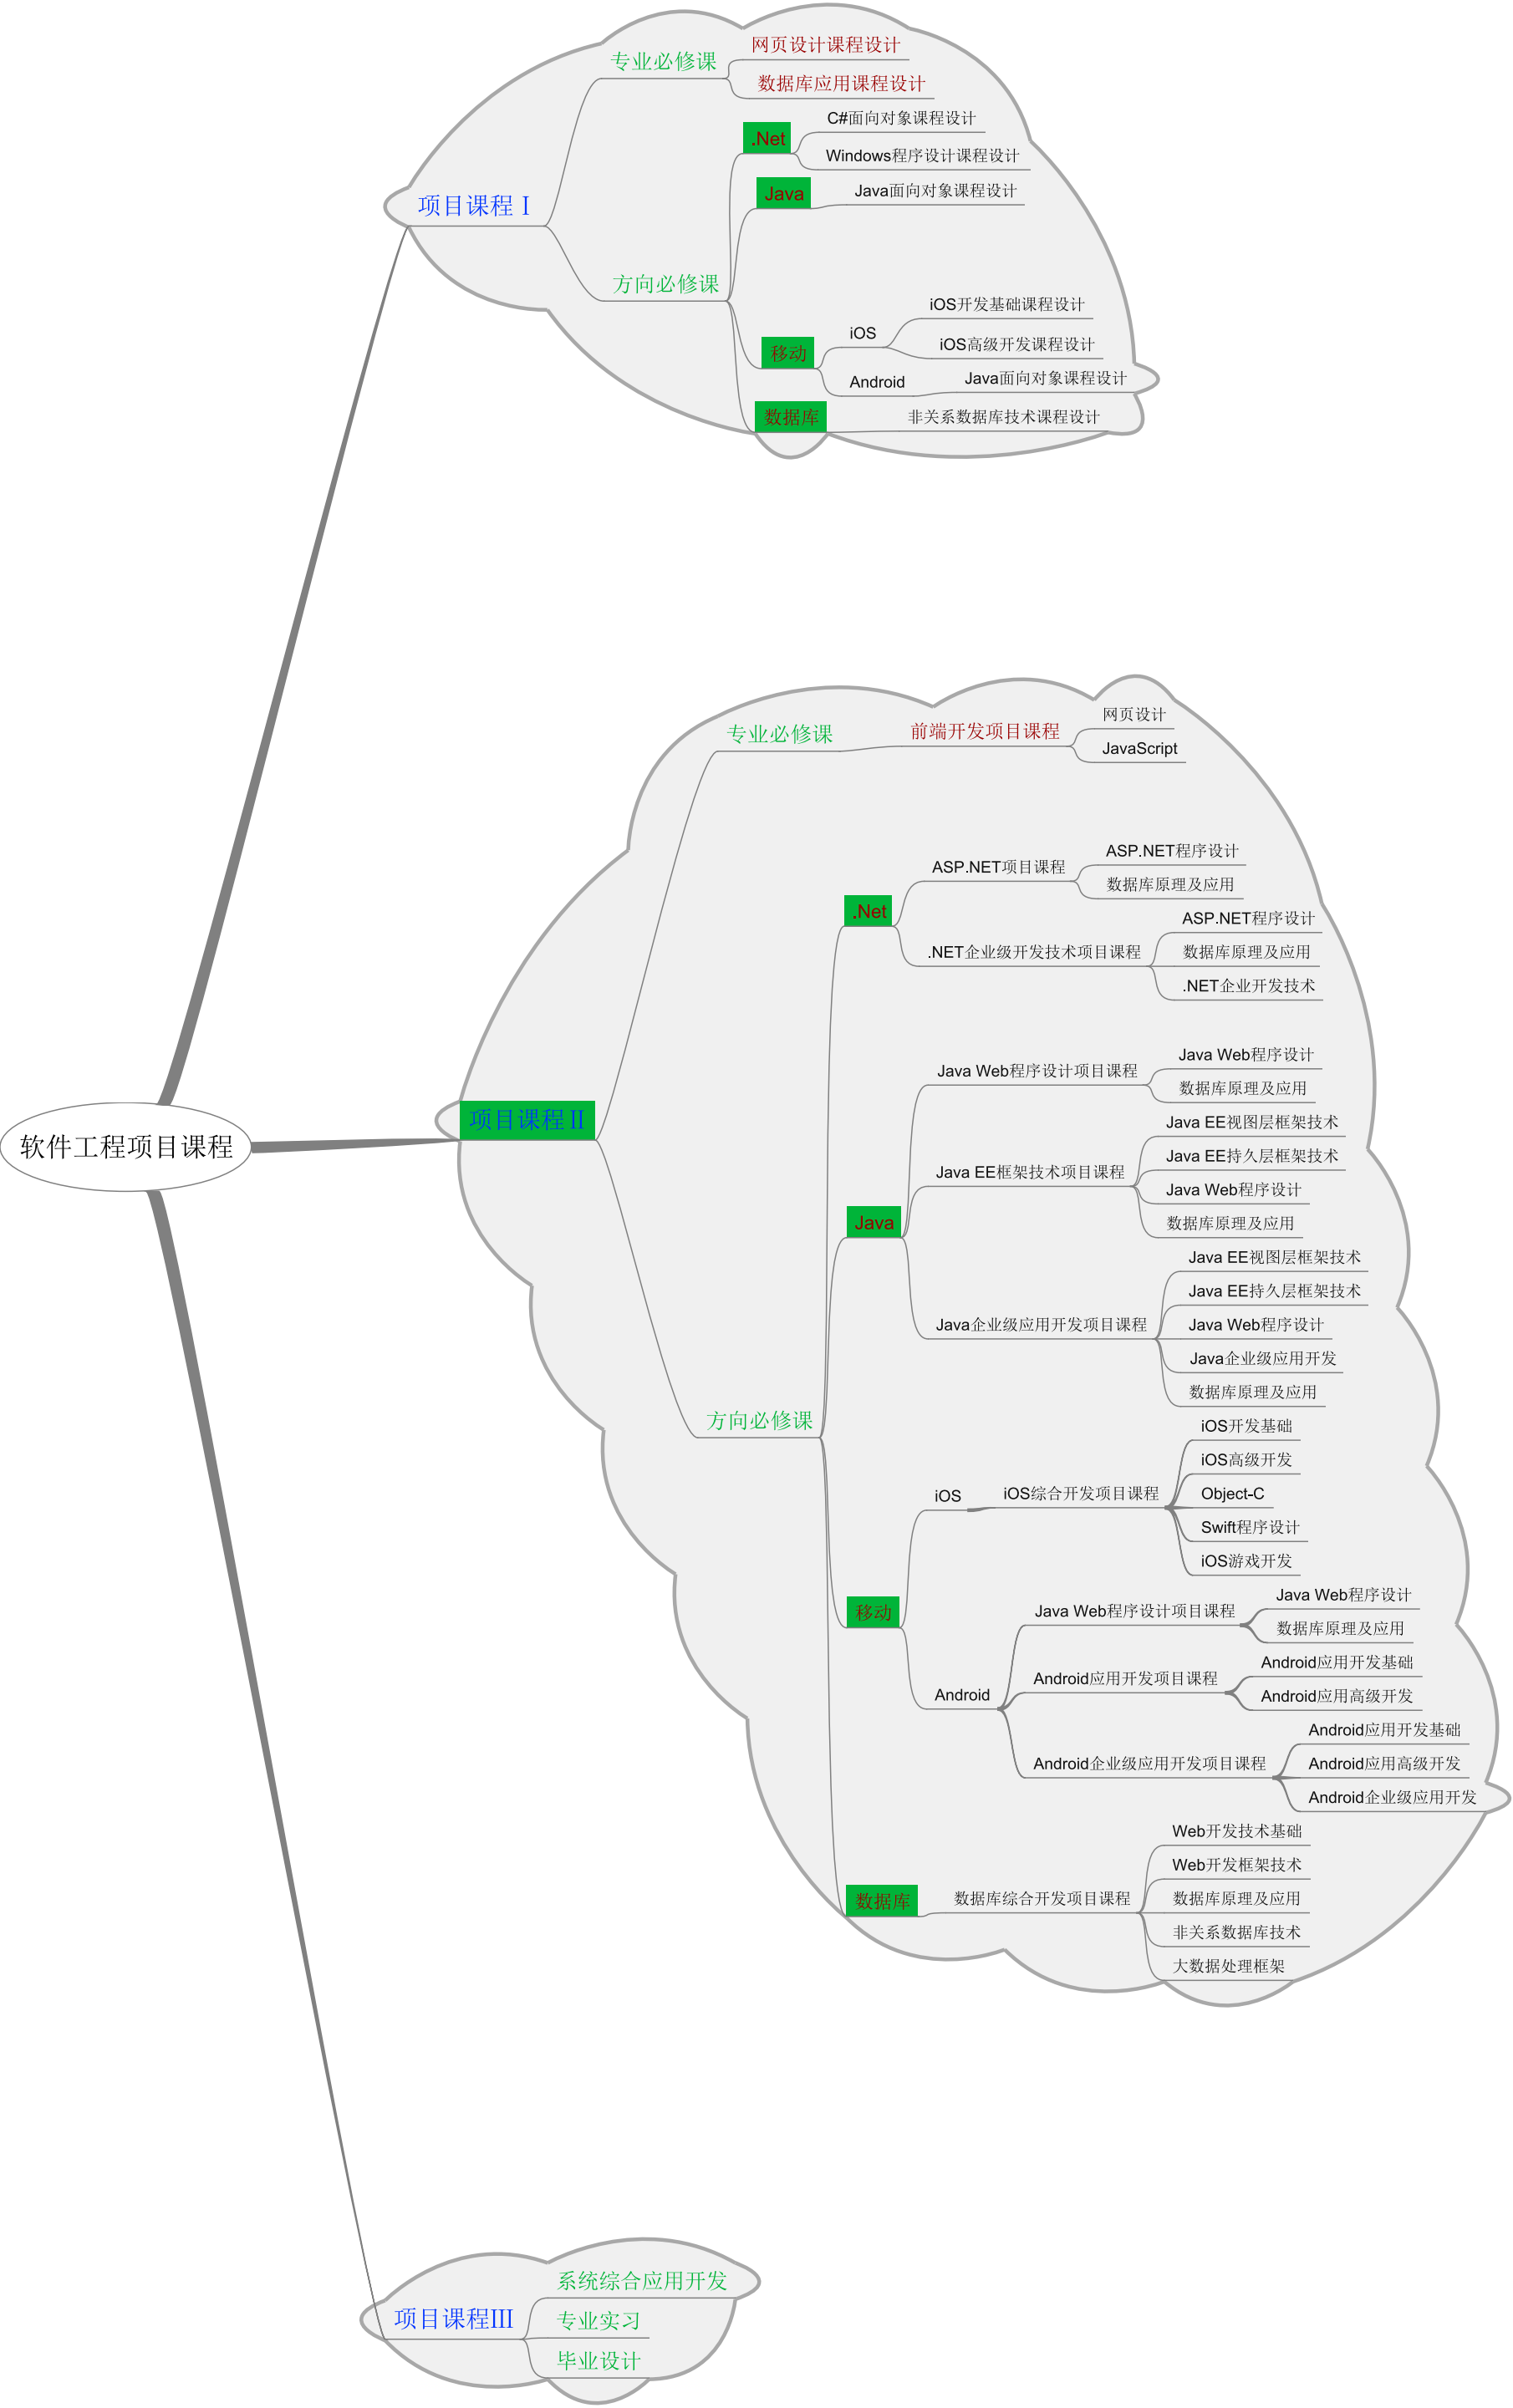 软件工程项目课程
项目课程Ⅰ
专业必修课
网页设计课程设计
数据库应用课程设计
方向必修课
.Net
C#面向对象课程设计
Windows程序设计课程设计
Java
Java面向对象课程设计
移动
iOS
iOS开发基础课程设计
iOS高级开发课程设计
Android
Java面向对象课程设计
数据库
非关系数据库技术课程设计
项目课程Ⅱ
专业必修课
前端开发项目课程
网页设计
JavaScript
方向必修课
.Net
ASP.NET项目课程
ASP.NET程序设计
数据库原理及应用
.NET企业级开发技术项目课程
ASP.NET程序设计
数据库原理及应用
.NET企业开发技术
Java
Java Web程序设计项目课程
Java Web程序设计
数据库原理及应用
Java EE框架技术项目课程
Java EE视图层框架技术
Java EE持久层框架技术
Java Web程序设计
数据库原理及应用
Java企业级应用开发项目课程
Java EE视图层框架技术
Java EE持久层框架技术
Java Web程序设计
Java企业级应用开发
数据库原理及应用
移动
iOS
iOS综合开发项目课程
iOS开发基础
iOS高级开发
Object-C
Swift程序设计
iOS游戏开发
Android
Java Web程序设计项目课程
Java Web程序设计
数据库原理及应用
Android应用开发项目课程
Android应用开发基础
Android应用高级开发
Android企业级应用开发项目课程
Android应用开发基础
Android应用高级开发
Android企业级应用开发
数据库
数据库综合开发项目课程
Web开发技术基础
Web开发框架技术
数据库原理及应用
非关系数据库技术
大数据处理框架
项目课程Ⅲ
系统综合应用开发
专业实习
毕业设计